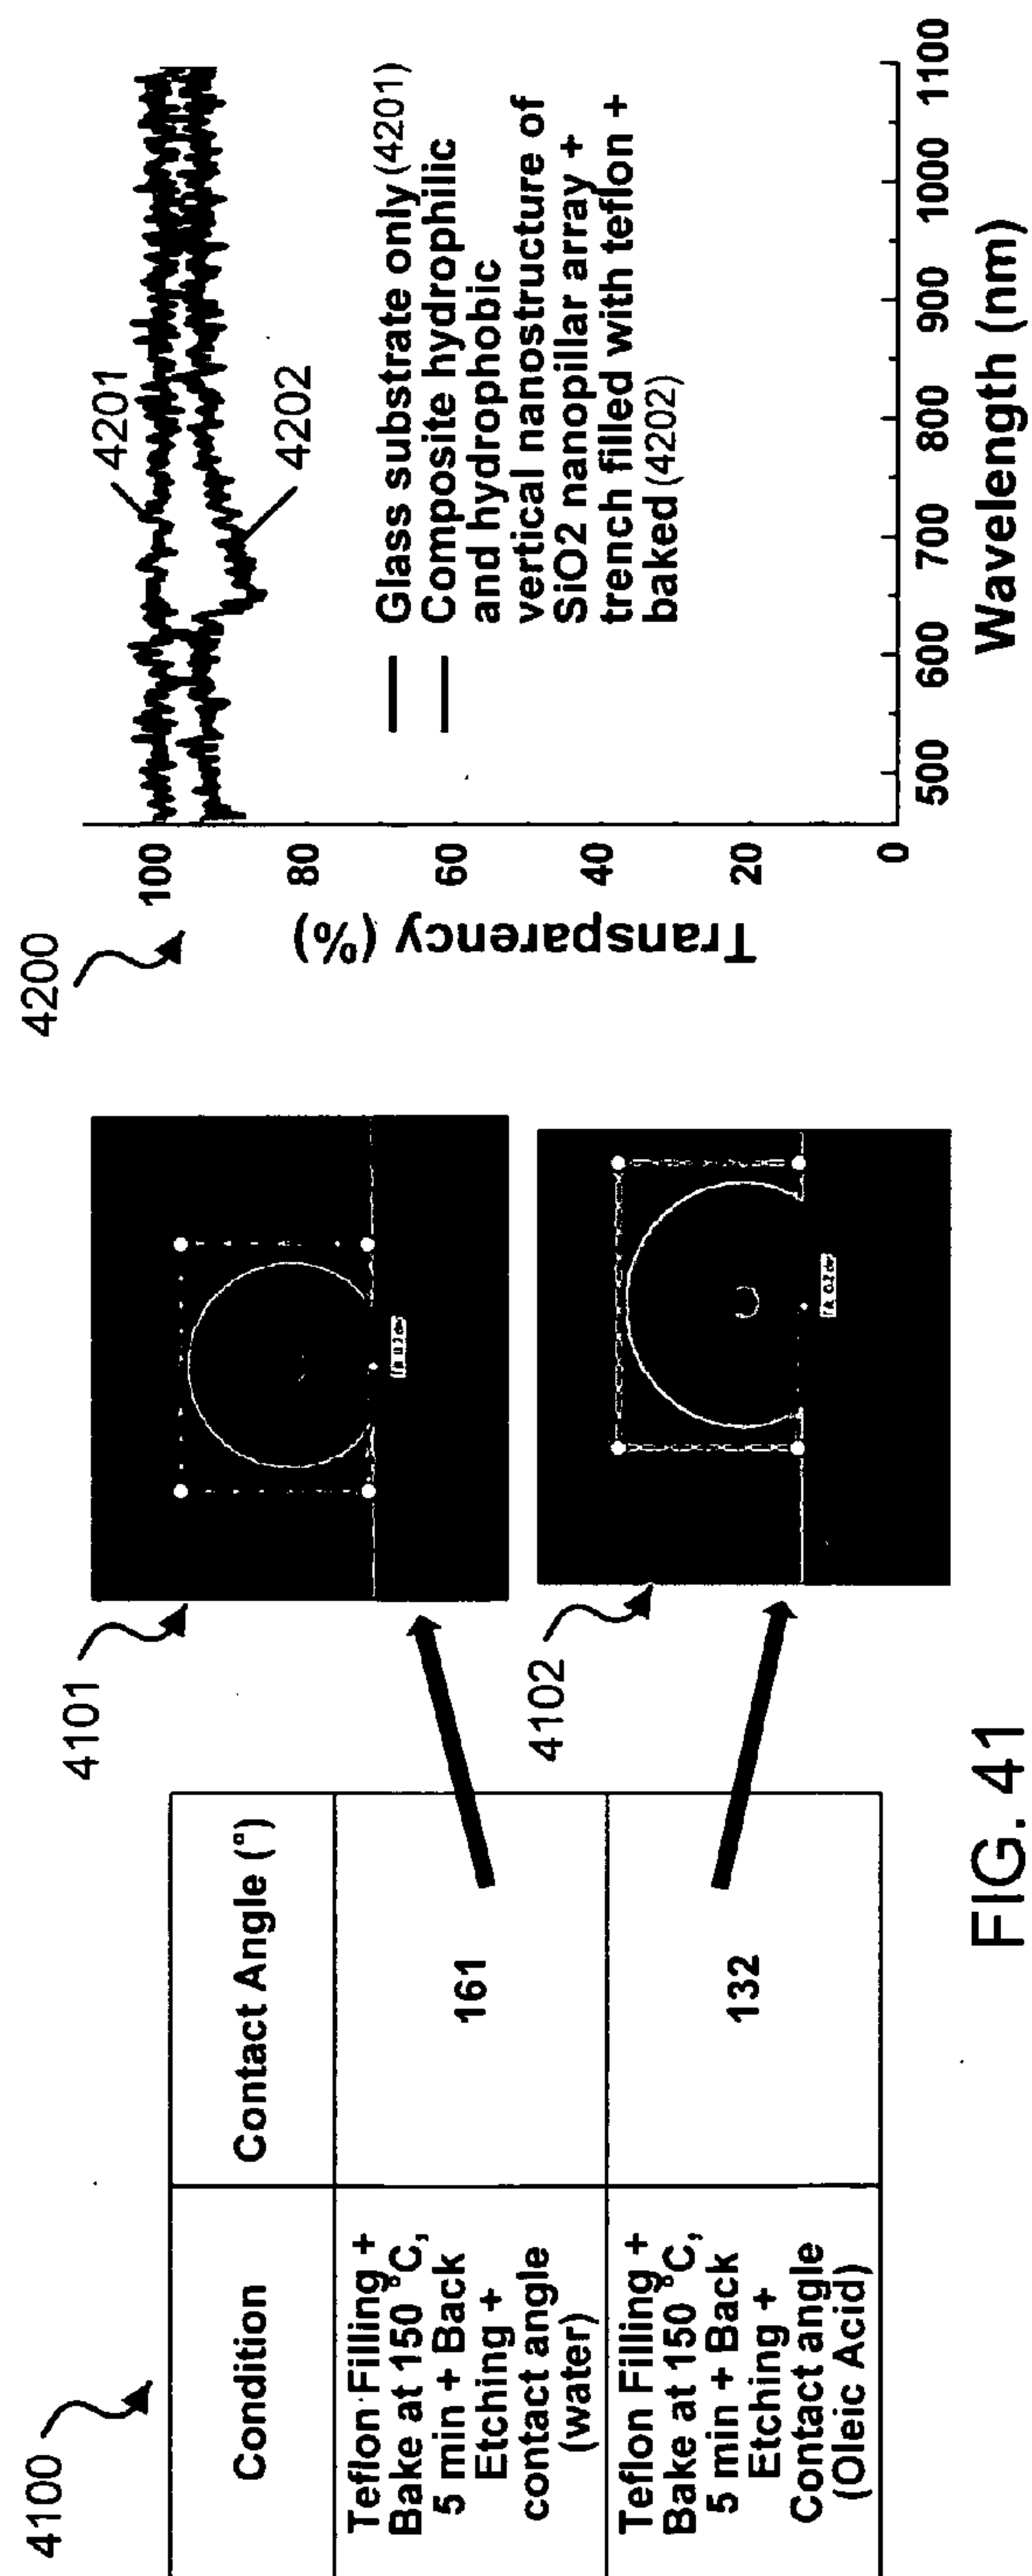 4100
Condition
Contact Angle (°)
Teflon Filling +
Bake at 150 °C,
5 min + Back
Etching +
contact angle
(water)
161
Teflon Filling +
Bake at 150 °C,
5 min + Back
Etching +
Contact angle
(Oleic Acid)
132
4101
4102
4200
Transparency (%)
100
80
60
40
20
0
4201
4202
Glass substrate only (4201)
Composite hydrophilic
and hydrophobic
vertical nanostructure of
SiO2 nanopillar array +
trench filled with teflon +
baked (4202)
500 600 700 800 900 1000 1100
Wavelength (nm)
FIG. 41